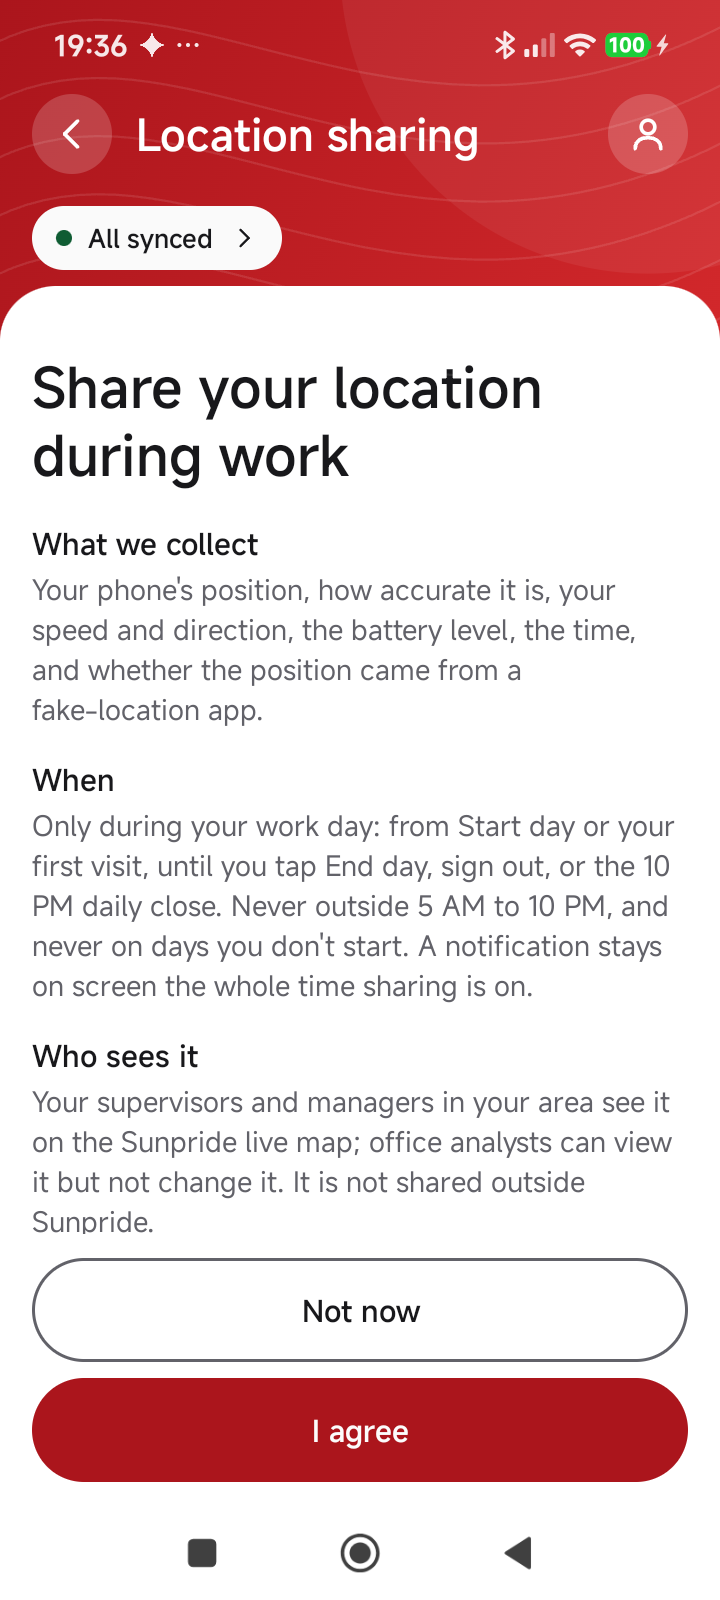 19:36
100
Location sharing
All synced
Share your location
during work
What we collect
Your phone's position, how accurate it is, your
speed and direction, the battery level, the time,
and whether the position came from a
fake-location app.
When
Only during your work day: from Start day or your
first visit, until you tap End day, sign out, or the 10
PM daily close. Never outside 5 AM to 10 PM, and
never on days you don't start. A notification stays
on screen the whole time sharing is on.
Who sees it
Your supervisors and managers in your area see it
on the Sunpride live map; office analysts can view
it but not change it. It is not shared outside
Sunpride.
Not now
I agree